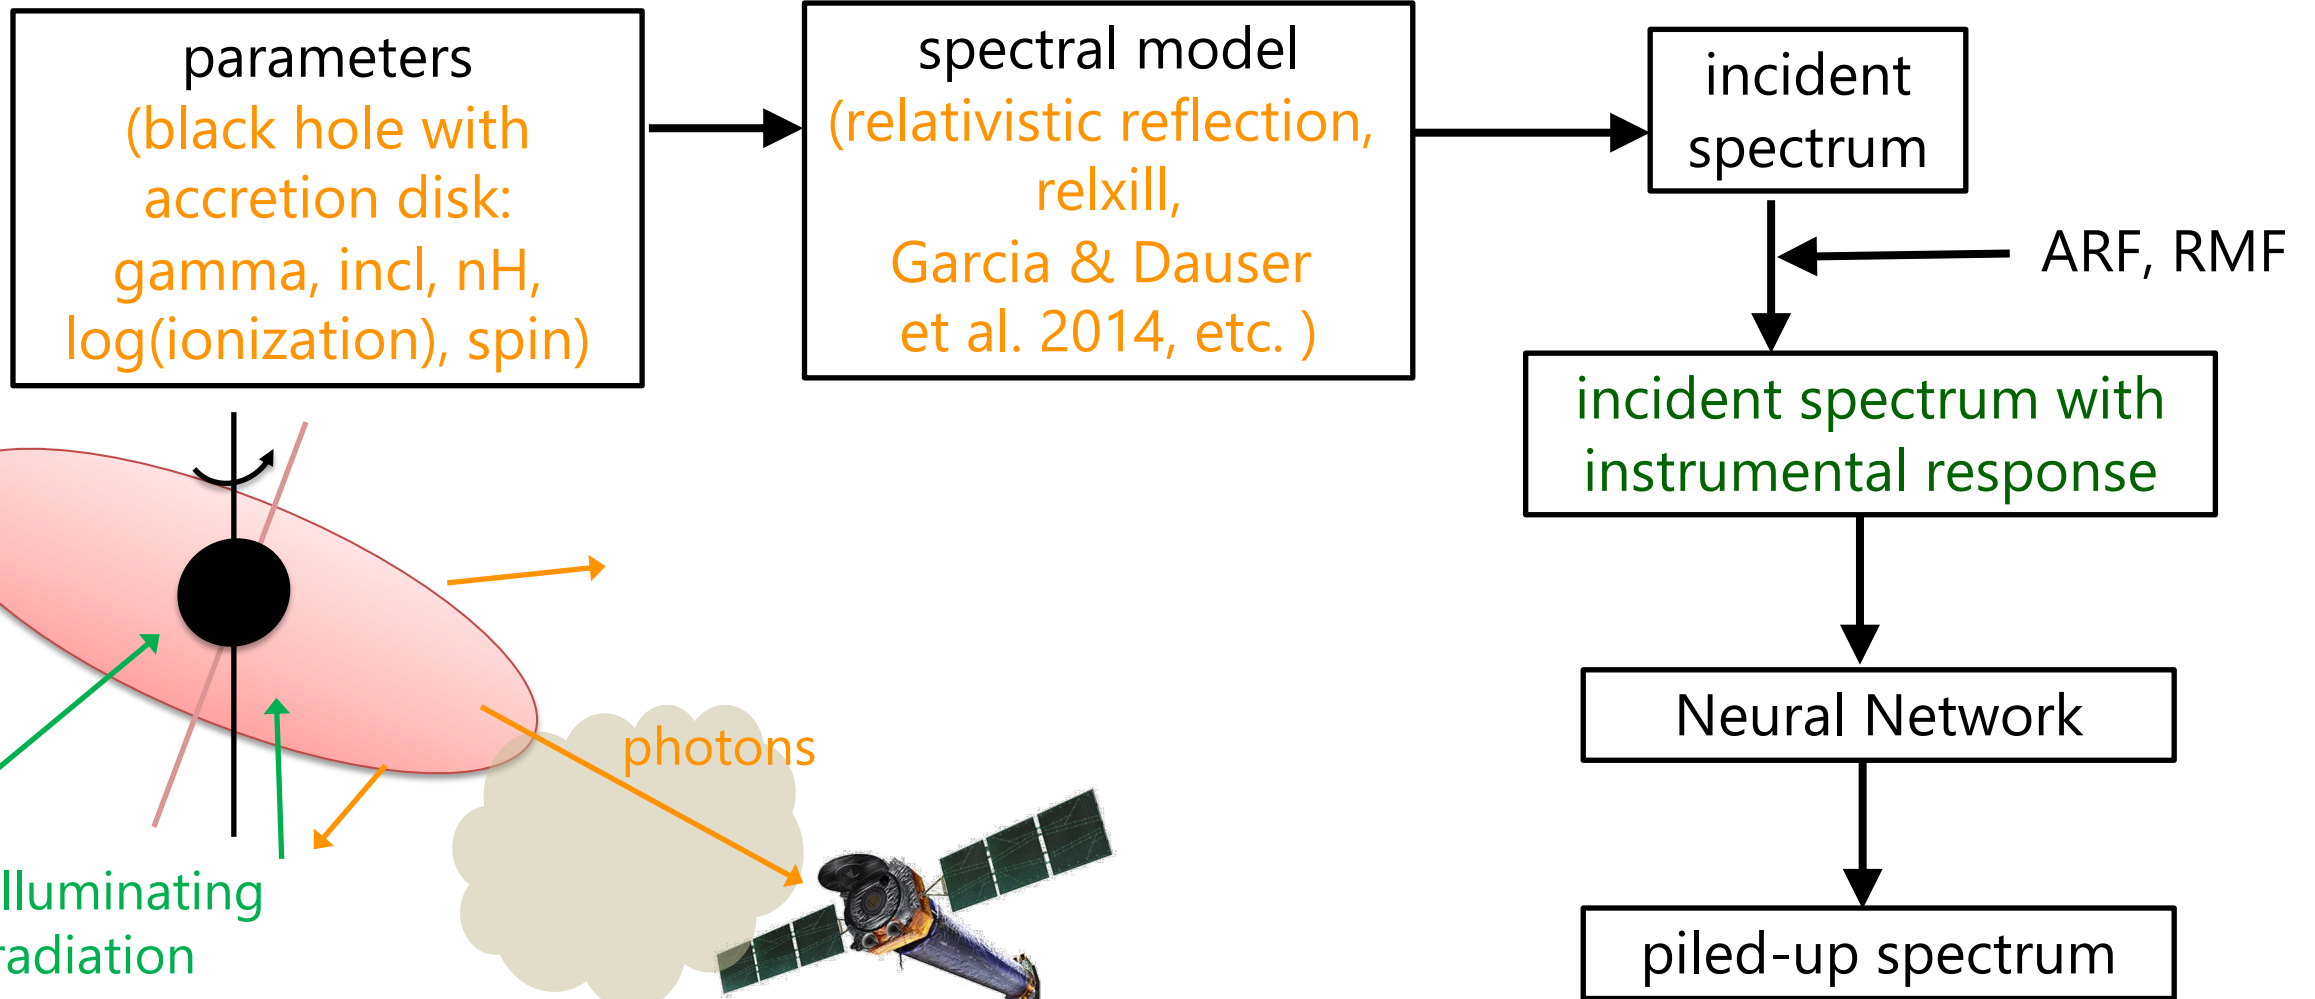 parameters
(black hole with
accretion disk:
gamma, incl, nH,
log(ionization), spin)
spectral model
(relativistic reflection,
relxill,
Garcia & Dauser
et al. 2014, etc. )
incident
spectrum
ARF, RMF
incident spectrum with
instrumental response
Neural Network
piled-up spectrum
photons
lluminating
radiation